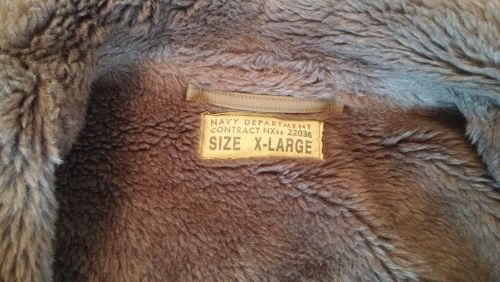 NAVY DEPARTMENT
CONTRACT NXss 22036
SIZE X-LARGE